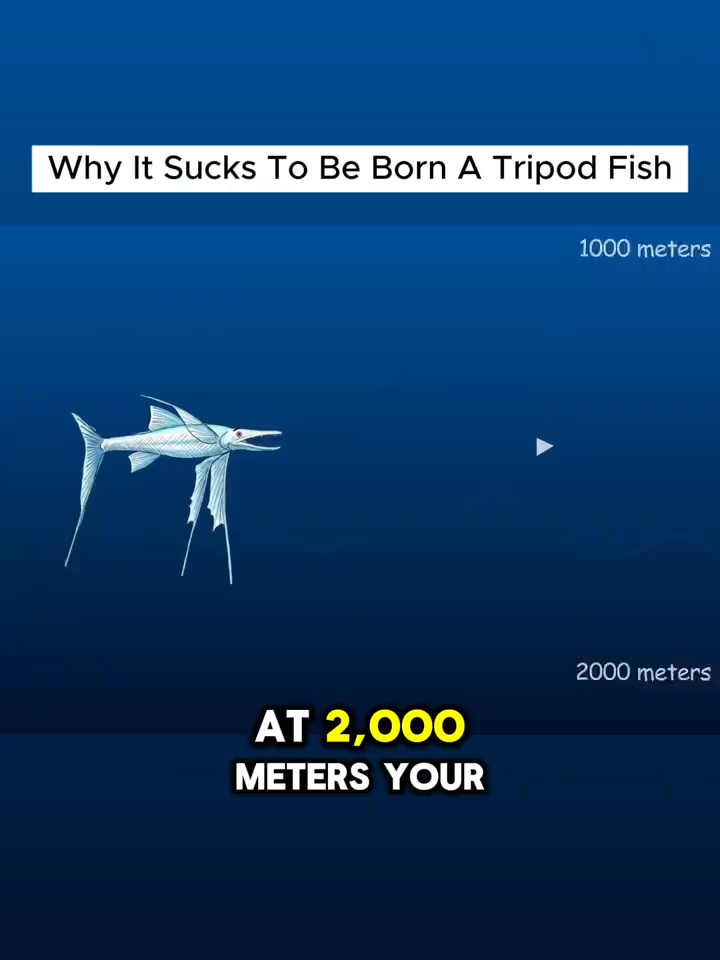 Why It Sucks To Be Born A Tripod Fish
1000 meters
2000 meters
AT 2,000
METERS YOUR